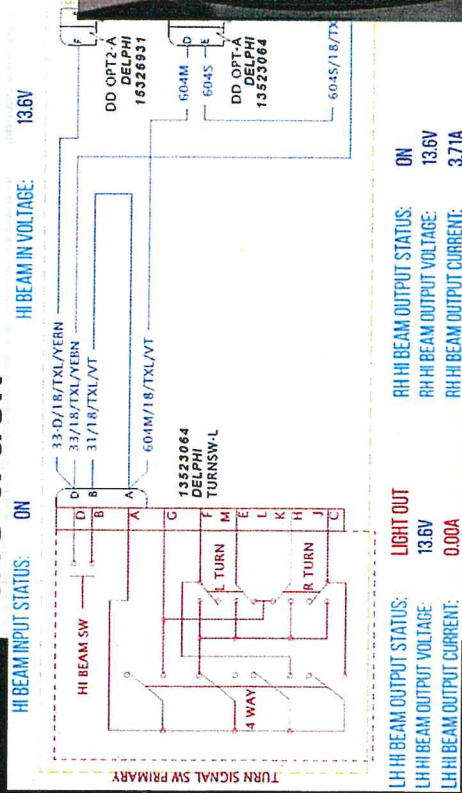 HI BEAM INPUT STATUS: ON
HI BEAM IN VOLTAGE: 13.6V
TURN SIGNAL SW PRIMARY
HI BEAM SW
4 WAY
L TURN
R TURN
D
B
A
G
F
M
E
L
K
H
J
C
D
B
A
13523064
DELPHI
TURNSW-L
33-D/18/TXL/YEBN
33/18/TXL/YEBN
31/18/TXL/VT
604M/18/TXL/VT
F
DD OPT2-A
DELPHI
15326931
604M
604S
D
E
DD OPT-A
DELPHI
13523064
604S/18/TX
LH HI BEAM OUTPUT STATUS: LIGHT OUT
LH HI BEAM OUTPUT VOLTAGE: 13.6V
LH HI BEAM OUTPUT CURRENT: 0.00A
RH HI BEAM OUTPUT STATUS: ON
RH HI BEAM OUTPUT VOLTAGE: 13.6V
RH HI BEAM OUTPUT CURRENT: 3.71A